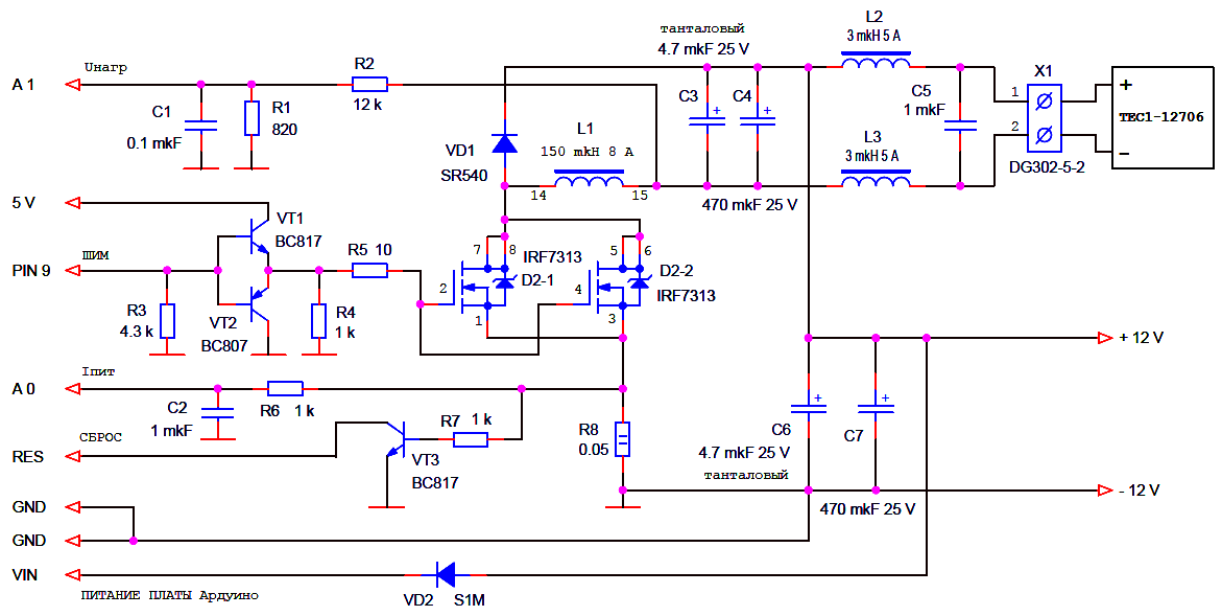 A 1
Uнагр
C1
0.1 mkF
R1
820
R2
12 k
танталовый
4.7 mkF 25 V
C3
+
C4
+
470 mkF 25 V
L2
3 mkH 5 A
L3
3 mkH 5 A
C5
1 mkF
X1
1
2
DG302-5-2
+
TEC1-12706
−
VD1
SR540
L1
150 mkH 8 A
14
15
5 V
VT1
BC817
PIN 9
ШИМ
R3
4.3 k
VT2
BC807
R4
1 k
R5 10
7
8
IRF7313
2
D2-1
1
5
6
D2-2
4
IRF7313
3
A 0
Iпит
C2
1 mkF
R6 1 k
R7 1 k
VT3
BC817
R8
0.05
RES
СБРОС
+ 12 V
+
C6
4.7 mkF 25 V
танталовый
+
C7
470 mkF 25 V
- 12 V
GND
GND
VIN
ПИТАНИЕ ПЛАТЫ Ардуино
VD2 S1M